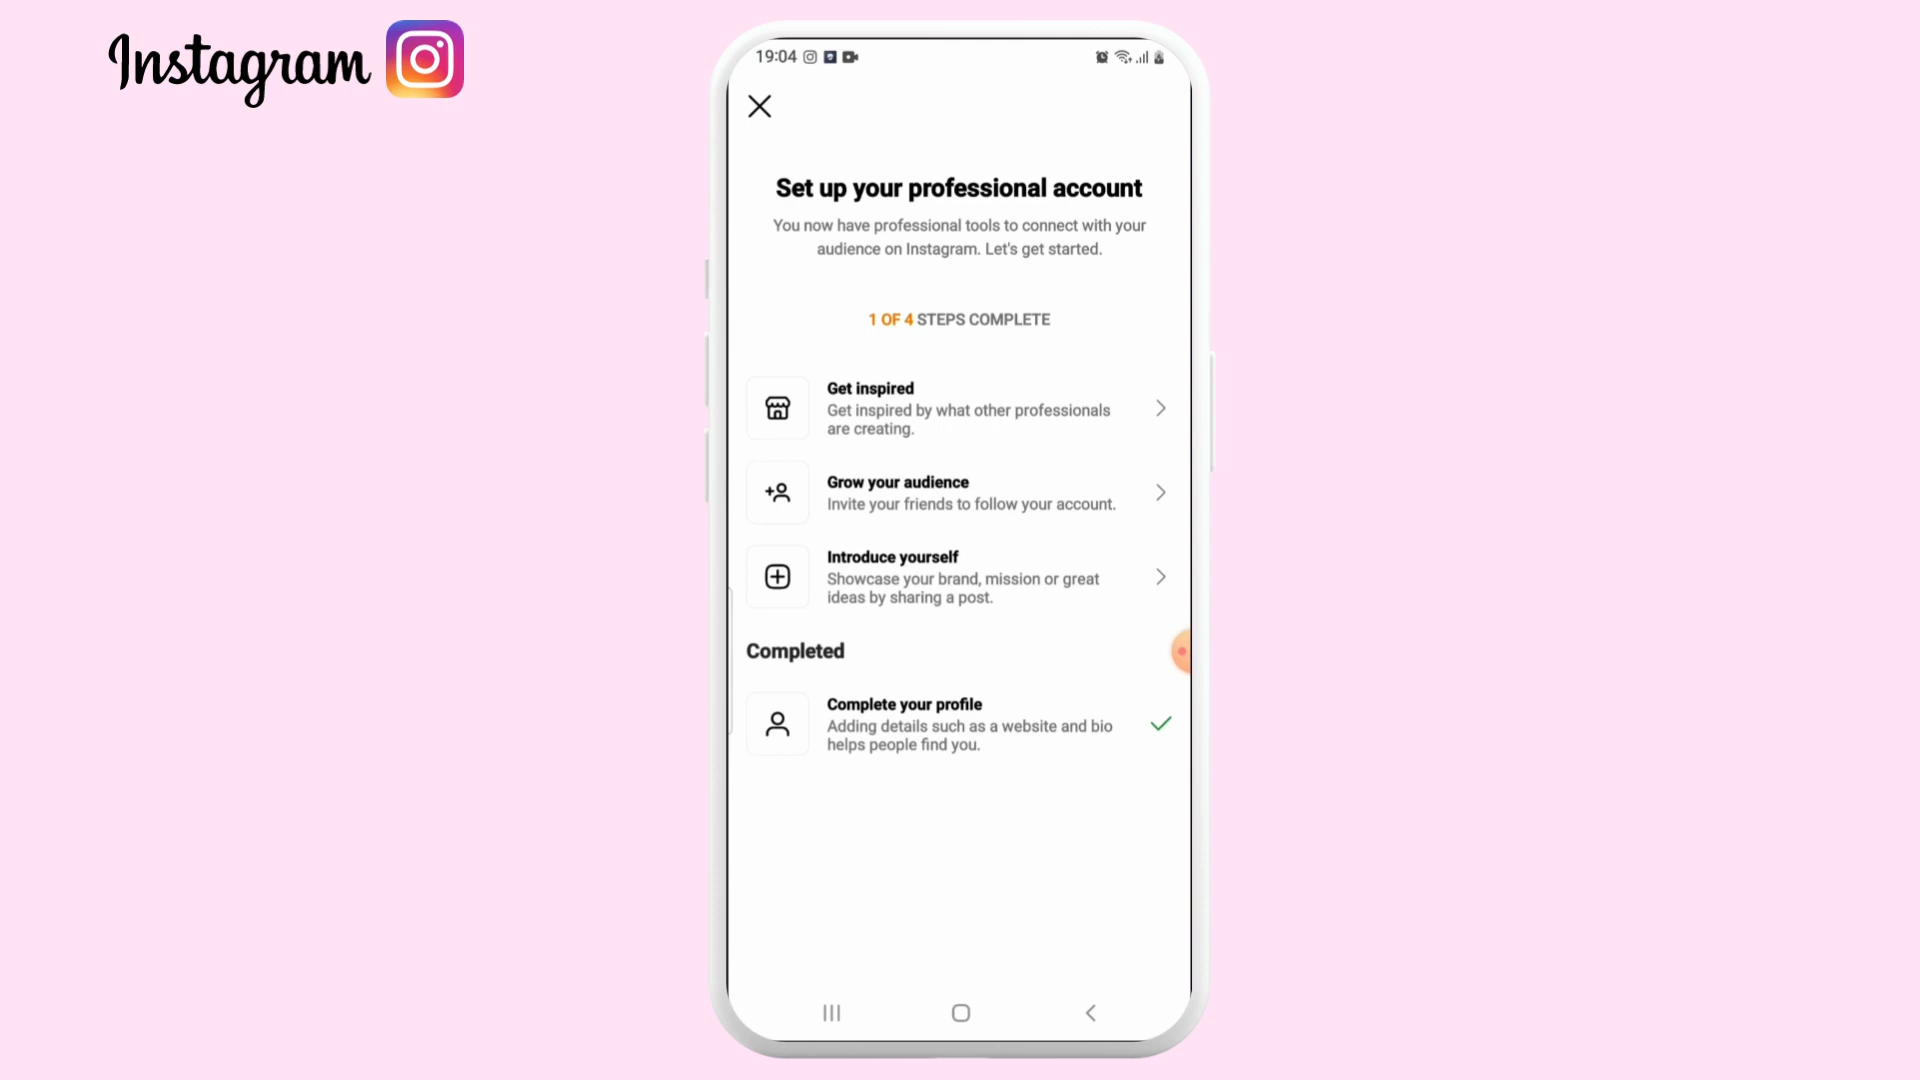 Instagram
19:04
Set up your professional account
You now have professional tools to connect with your
audience on Instagram. Let's get started.
1 OF 4 STEPS COMPLETE
Get inspired
Get inspired by what other professionals
are creating.
Grow your audience
Invite your friends to follow your account.
Introduce yourself
Showcase your brand, mission or great
ideas by sharing a post.
Completed
Complete your profile
Adding details such as a website and bio
helps people find you.